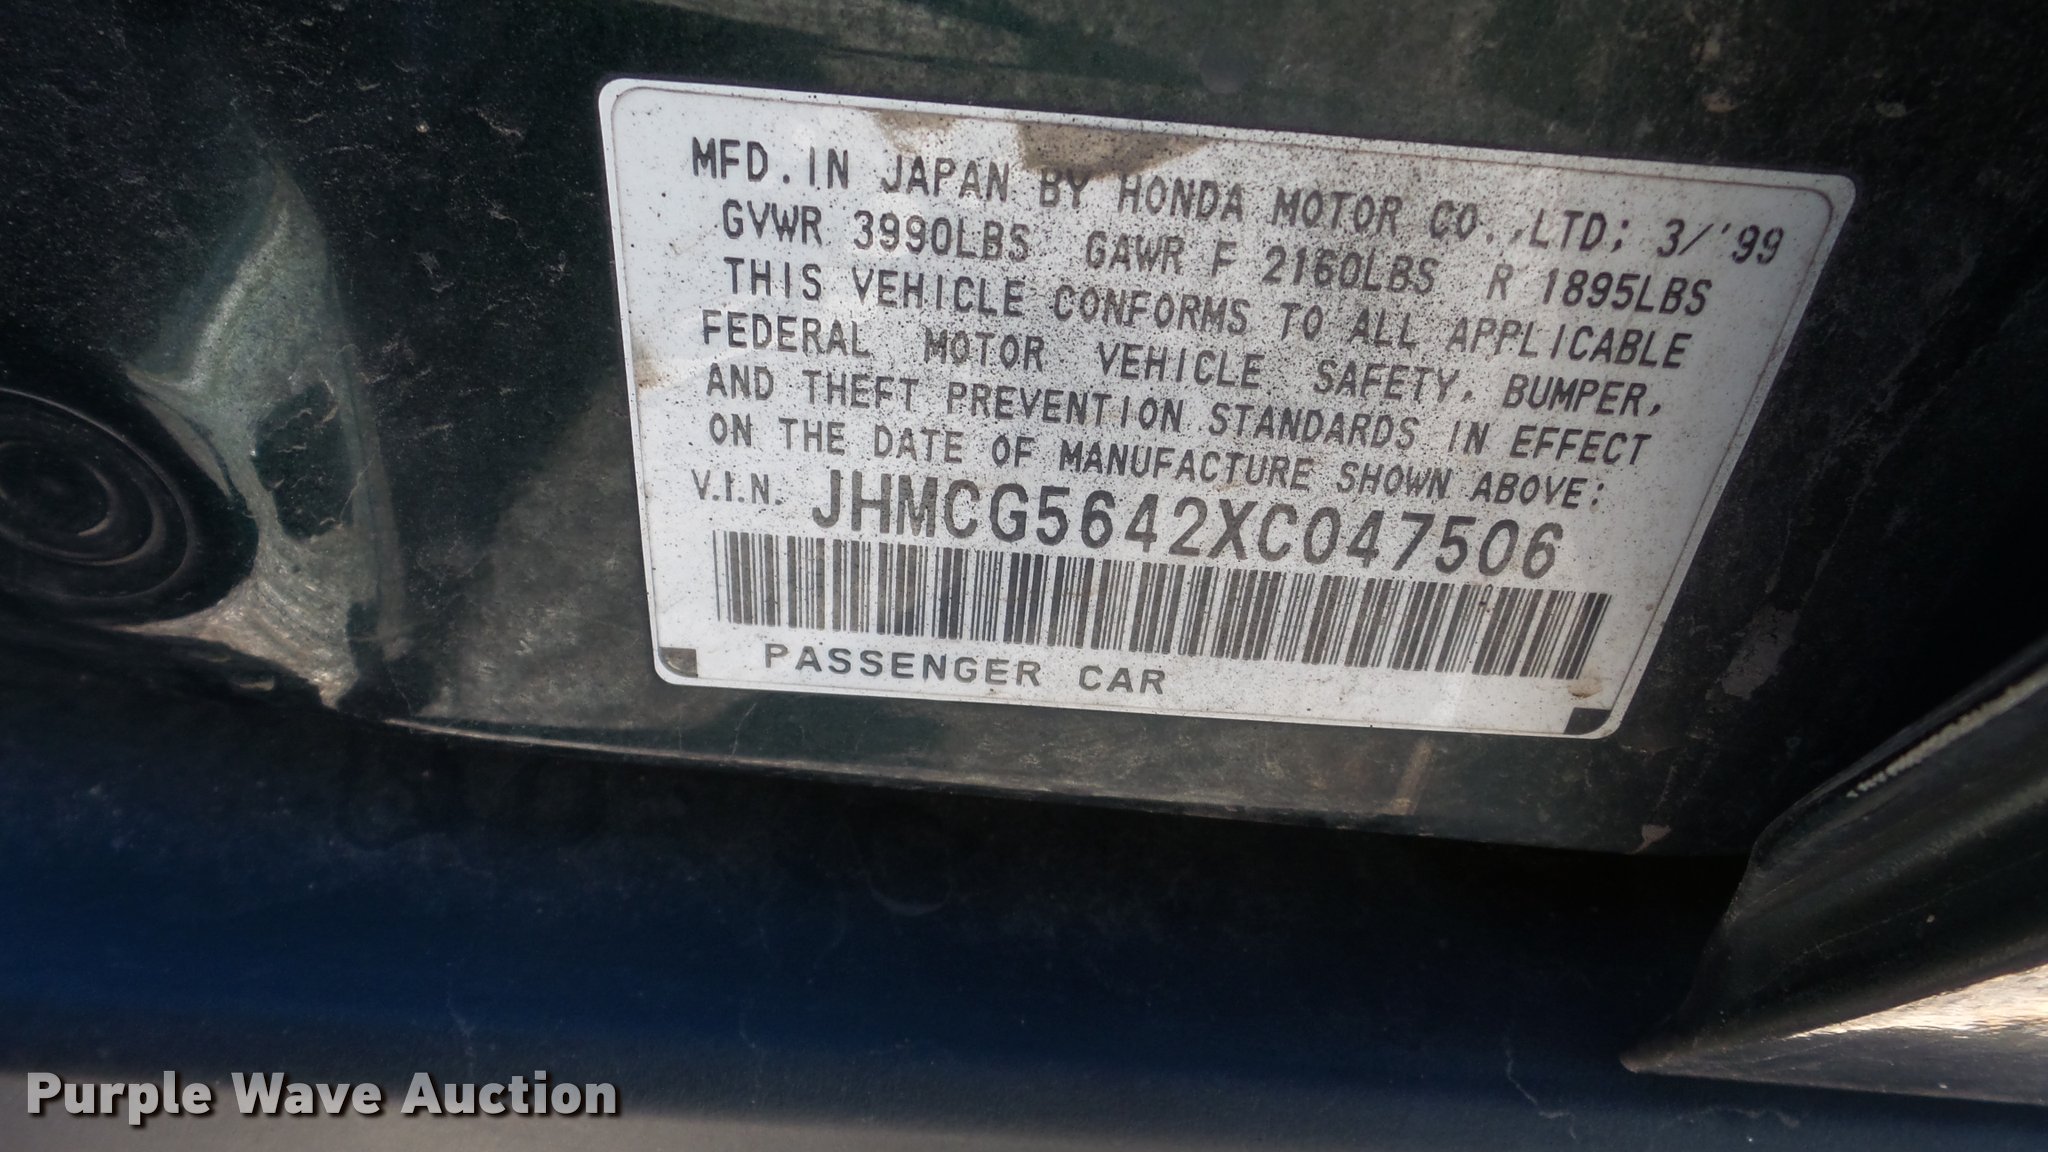 MFD. IN JAPAN BY HONDA MOTOR CO., LTD; 3/'99
GVWR 3990LBS GAWR F 2160LBS R 1895LBS
THIS VEHICLE CONFORMS TO ALL APPLICABLE
FEDERAL MOTOR VEHICLE SAFETY, BUMPER,
AND THEFT PREVENTION STANDARDS IN EFFECT
ON THE DATE OF MANUFACTURE SHOWN ABOVE:
V.I.N. JHMCG5642XC047506
PASSENGER CAR
Purple Wave Auction